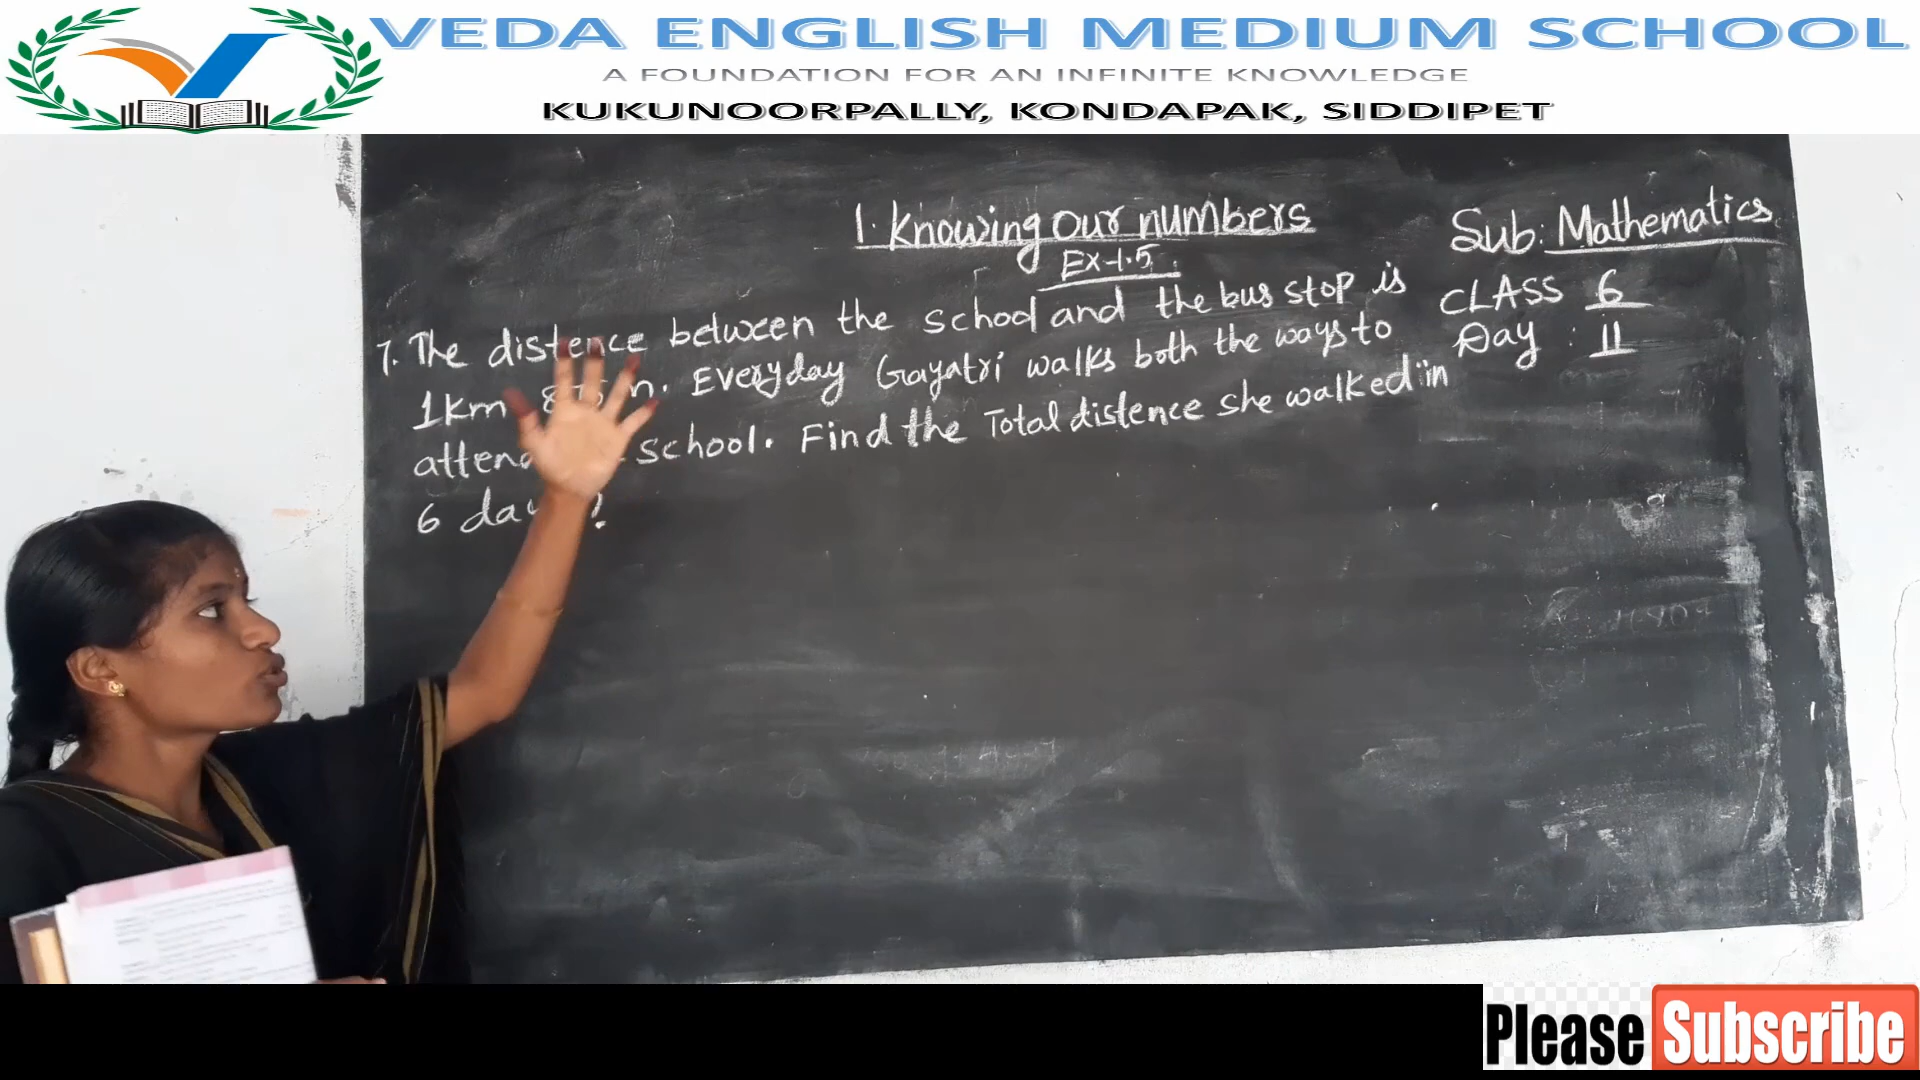 VEDA ENGLISH MEDIUM SCHOOL
A FOUNDATION FOR AN INFINITE KNOWLEDGE
KUKUNOORPALLY, KONDAPAK, SIDDIPET
1. Knowing our numbers
Ex-1.5.
Sub: Mathematics
CLASS 6
Day : 11
7. The distence between the school and the bus stop is
1km 875 m. Everyday Gayatri walks both the ways to
school. Find the Total distence she walked in
6 ?
Please Subscribe